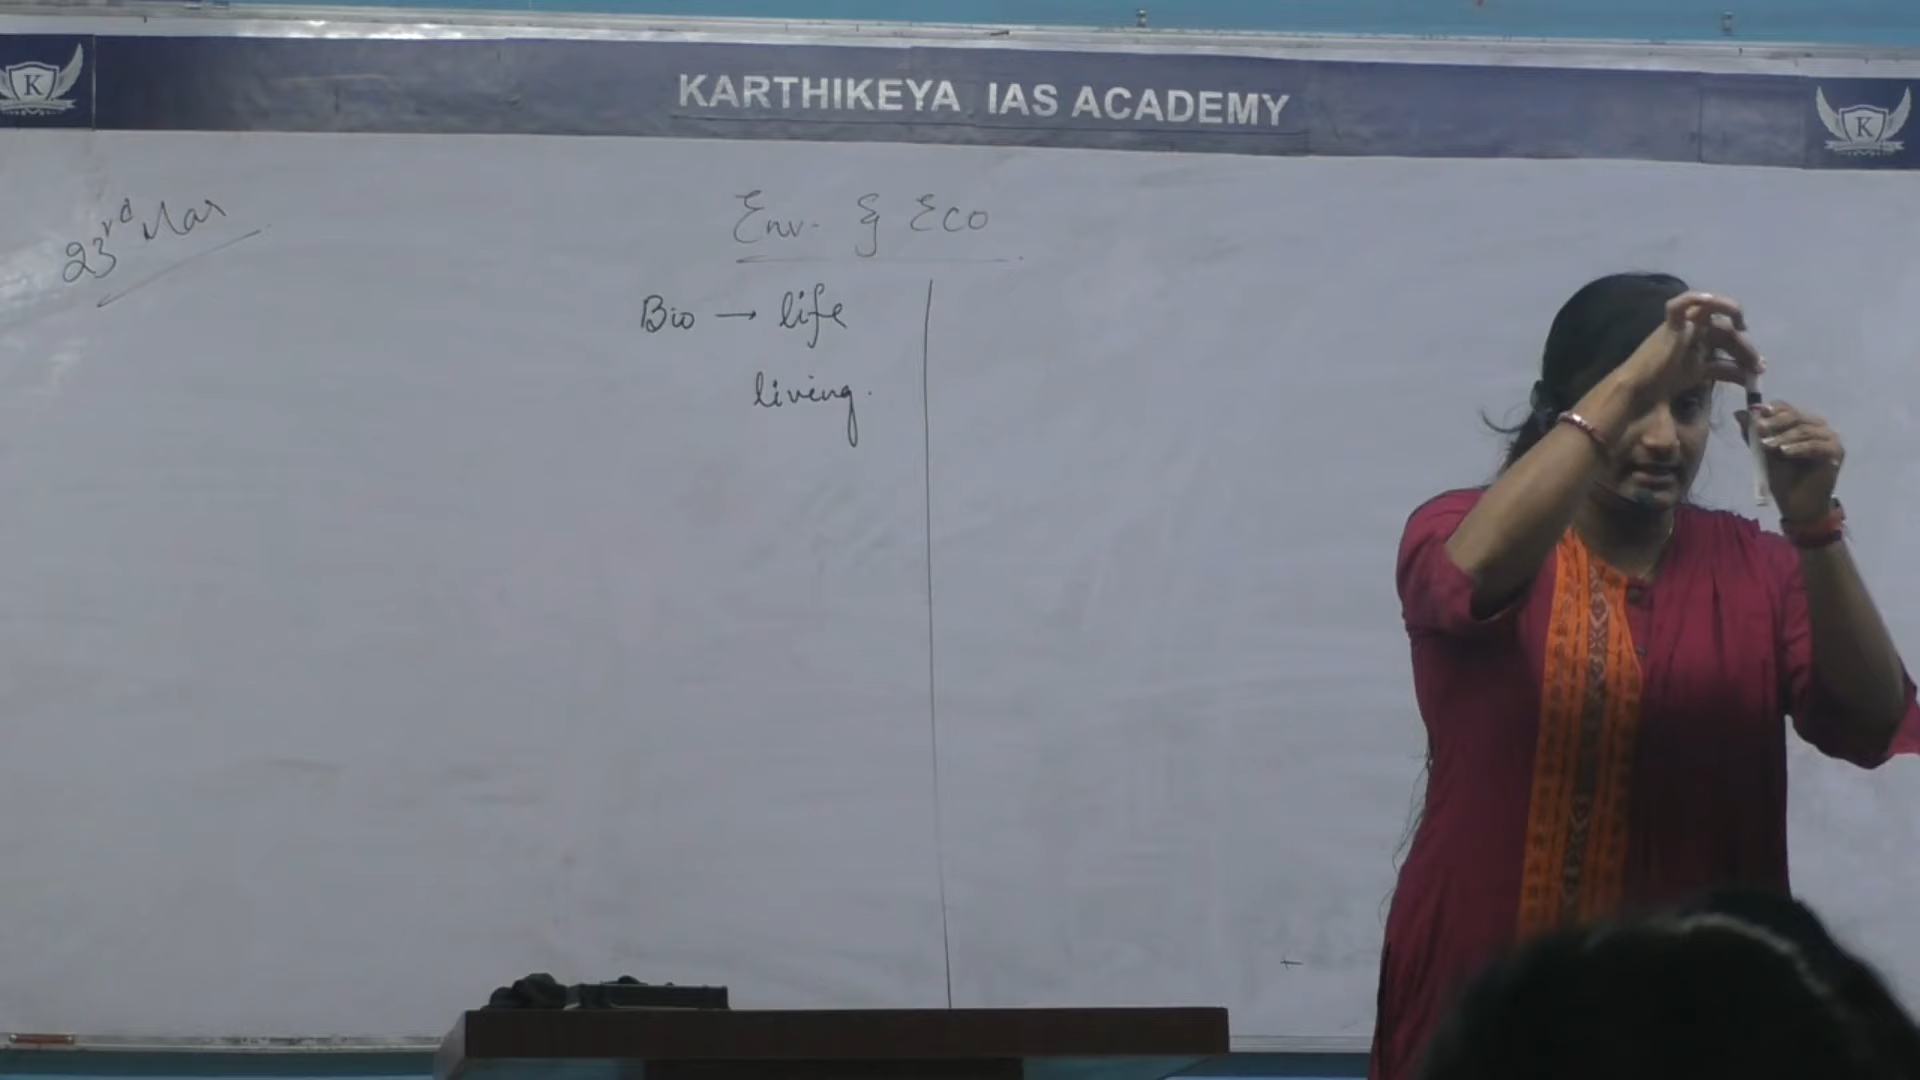 K
KARTHIKEYA IAS ACADEMY
K
23rd Mar
Env. & Eco
Bio → life
living.